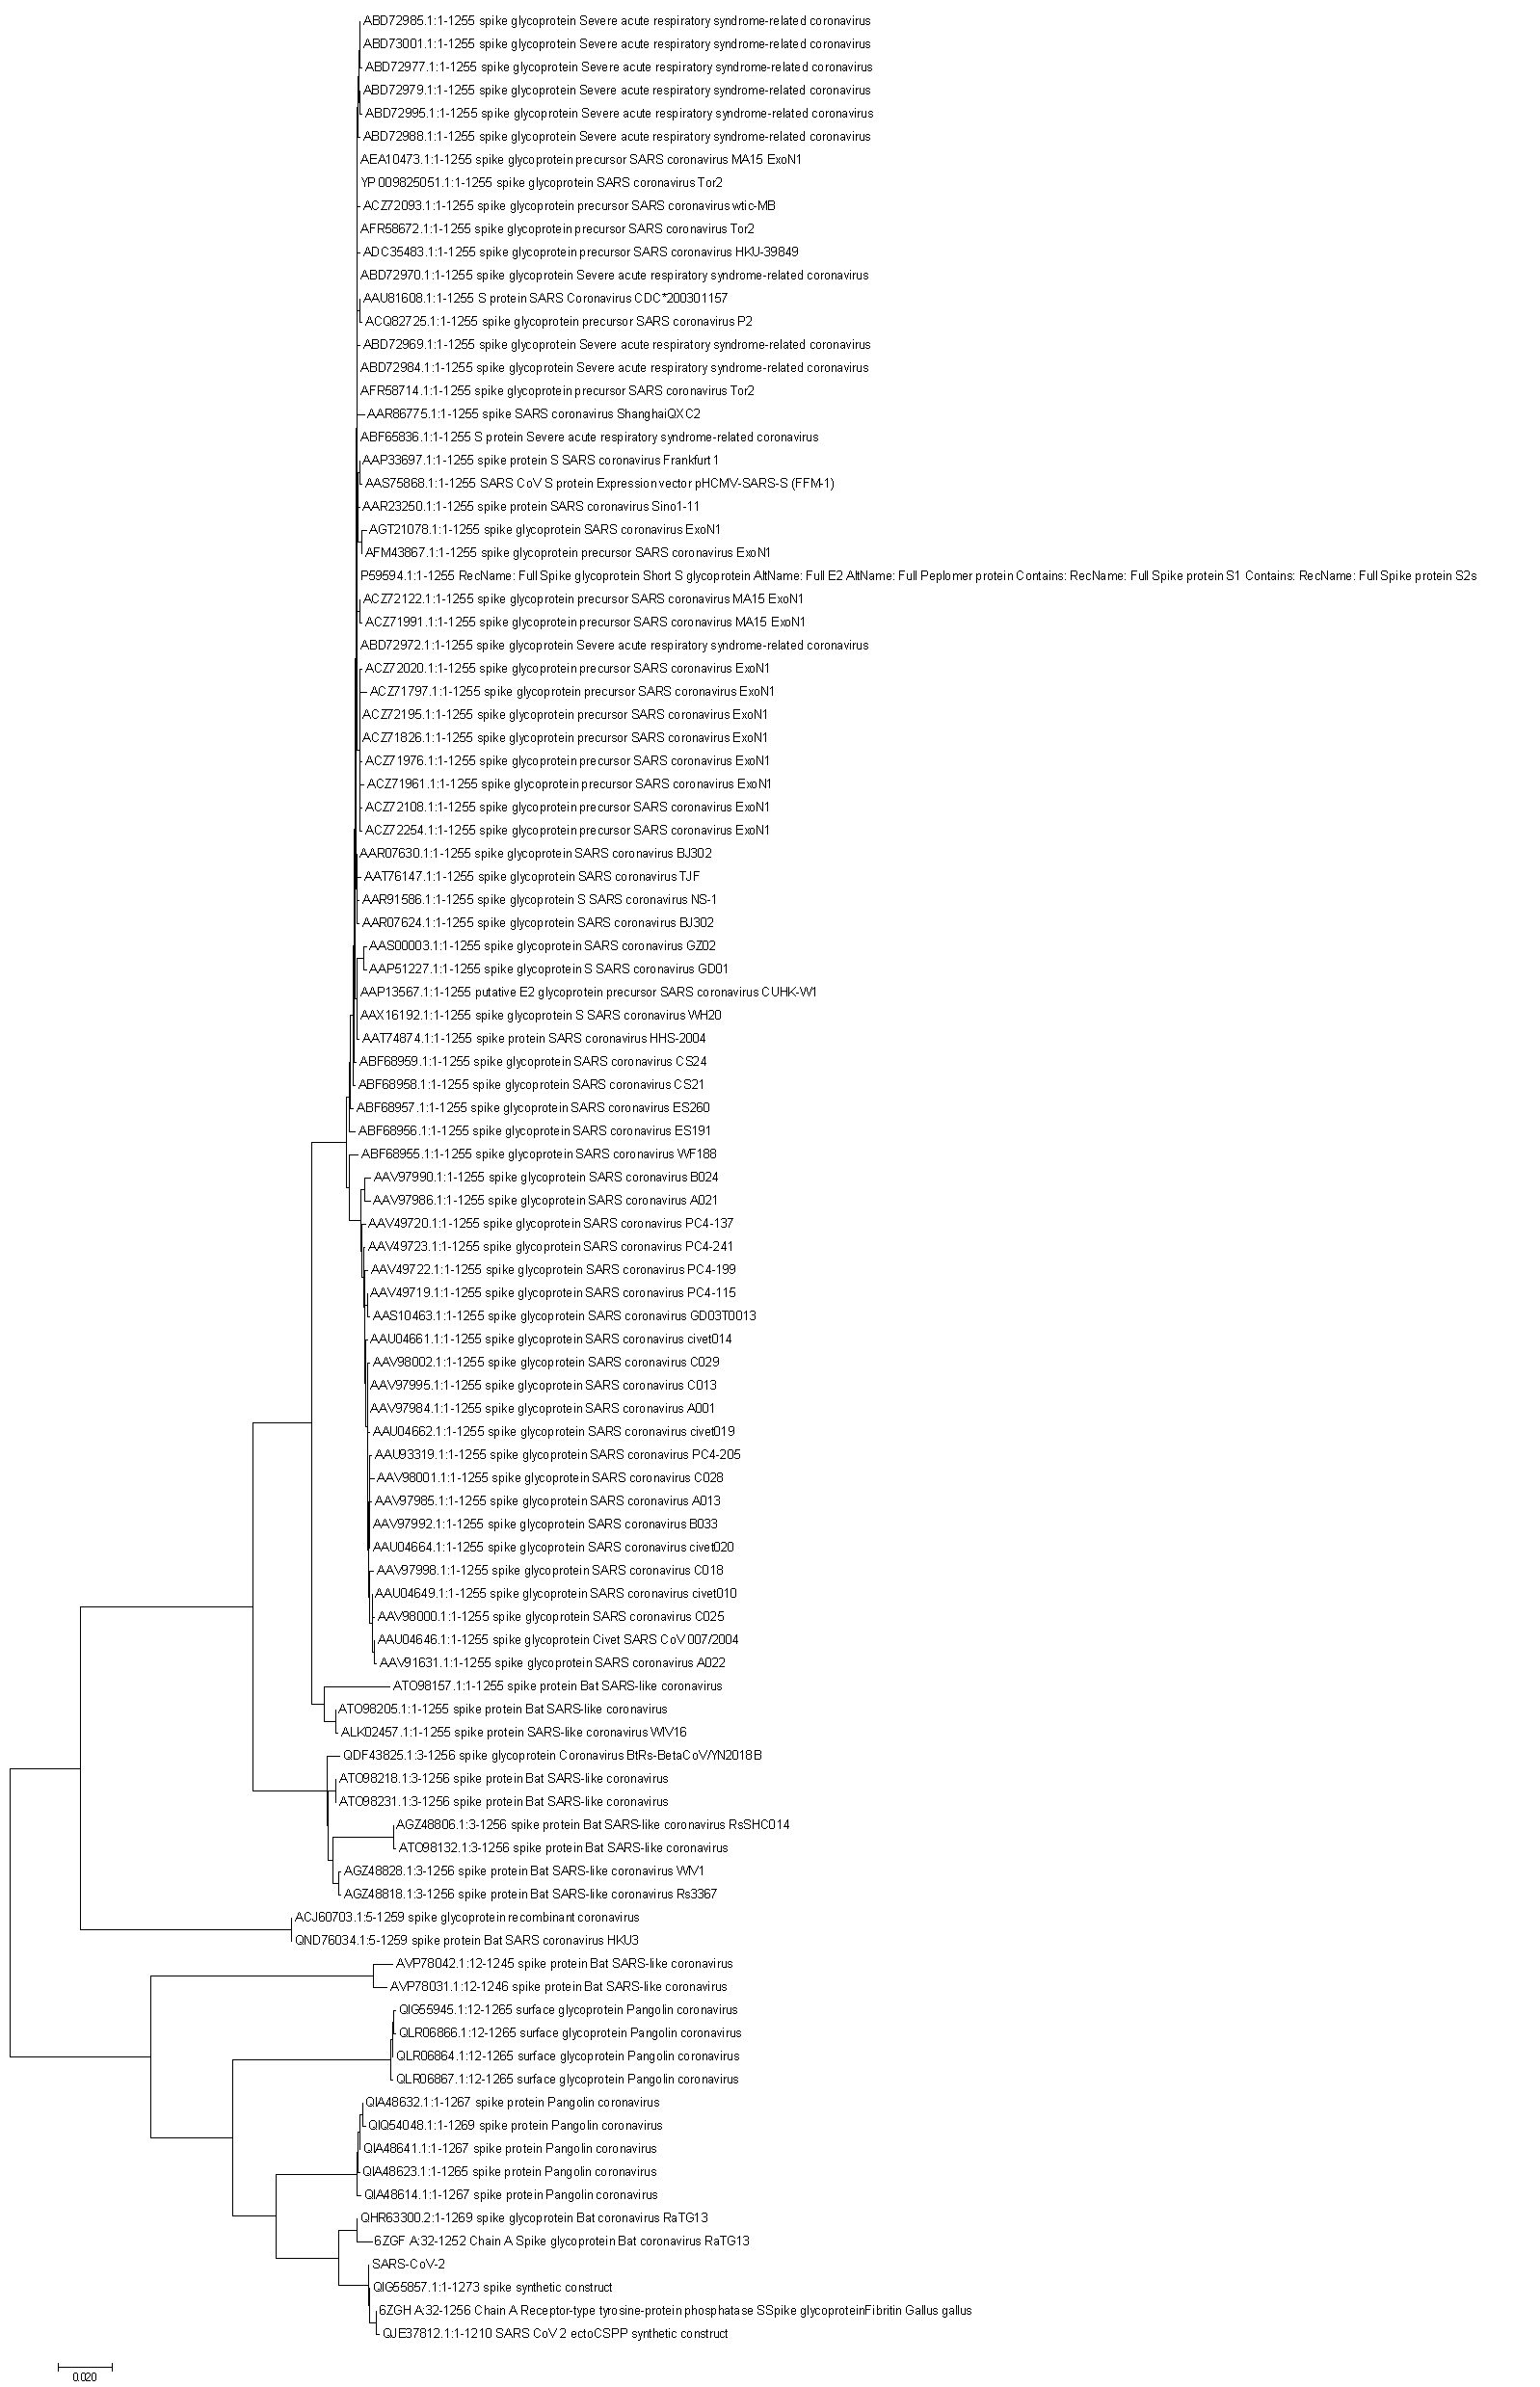 ABD72985.1:1-1255 spike glycoprotein Severe acute respiratory syndrome-related coronavirus
ABD73001.1:1-1255 spike glycoprotein Severe acute respiratory syndrome-related coronavirus
ABD72977.1:1-1255 spike glycoprotein Severe acute respiratory syndrome-related coronavirus
ABD72979.1:1-1255 spike glycoprotein Severe acute respiratory syndrome-related coronavirus
ABD72995.1:1-1255 spike glycoprotein Severe acute respiratory syndrome-related coronavirus
ABD72988.1:1-1255 spike glycoprotein Severe acute respiratory syndrome-related coronavirus
AEA10473.1:1-1255 spike glycoprotein precursor SARS coronavirus MA15 ExoN1
YP 009825051.1:1-1255 spike glycoprotein SARS coronavirus Tor2
ACZ72093.1:1-1255 spike glycoprotein precursor SARS coronavirus wtic-MB
AFR58672.1:1-1255 spike glycoprotein precursor SARS coronavirus Tor2
ADC35483.1:1-1255 spike glycoprotein precursor SARS coronavirus HKU-39849
ABD72970.1:1-1255 spike glycoprotein Severe acute respiratory syndrome-related coronavirus
AAU81608.1:1-1255 S protein SARS Coronavirus CDC*200301157
ACQ82725.1:1-1255 spike glycoprotein precursor SARS coronavirus P2
ABD72969.1:1-1255 spike glycoprotein Severe acute respiratory syndrome-related coronavirus
ABD72984.1:1-1255 spike glycoprotein Severe acute respiratory syndrome-related coronavirus
AFR58714.1:1-1255 spike glycoprotein precursor SARS coronavirus Tor2
AAR86775.1:1-1255 spike SARS coronavirus ShanghaiQXC2
ABF65836.1:1-1255 S protein Severe acute respiratory syndrome-related coronavirus
AAP33697.1:1-1255 spike protein S SARS coronavirus Frankfurt 1
AAS75868.1:1-1255 SARS CoV S protein Expression vector pHCMV-SARS-S (FFM-1)
AAR23250.1:1-1255 spike protein SARS coronavirus Sino1-11
AGT21078.1:1-1255 spike glycoprotein SARS coronavirus ExoN1
AFM43867.1:1-1255 spike glycoprotein precursor SARS coronavirus ExoN1
P59594.1:1-1255 RecName: Full Spike glycoprotein Short S glycoprotein AltName: Full E2 AltName: Full Peplomer protein Contains: RecName: Full Spike protein S1 Contains: RecName: Full Spike protein S2s
ACZ72122.1:1-1255 spike glycoprotein precursor SARS coronavirus MA15 ExoN1
ACZ71991.1:1-1255 spike glycoprotein precursor SARS coronavirus MA15 ExoN1
ABD72972.1:1-1255 spike glycoprotein Severe acute respiratory syndrome-related coronavirus
ACZ72020.1:1-1255 spike glycoprotein precursor SARS coronavirus ExoN1
ACZ71797.1:1-1255 spike glycoprotein precursor SARS coronavirus ExoN1
ACZ72195.1:1-1255 spike glycoprotein precursor SARS coronavirus ExoN1
ACZ71826.1:1-1255 spike glycoprotein precursor SARS coronavirus ExoN1
ACZ71976.1:1-1255 spike glycoprotein precursor SARS coronavirus ExoN1
ACZ71961.1:1-1255 spike glycoprotein precursor SARS coronavirus ExoN1
ACZ72108.1:1-1255 spike glycoprotein precursor SARS coronavirus ExoN1
ACZ72254.1:1-1255 spike glycoprotein precursor SARS coronavirus ExoN1
AAR07630.1:1-1255 spike glycoprotein SARS coronavirus BJ302
AAT76147.1:1-1255 spike glycoprotein SARS coronavirus TJF
AAR91586.1:1-1255 spike glycoprotein S SARS coronavirus NS-1
AAR07624.1:1-1255 spike glycoprotein SARS coronavirus BJ302
AAS00003.1:1-1255 spike glycoprotein SARS coronavirus GZ02
AAP51227.1:1-1255 spike glycoprotein S SARS coronavirus GD01
AAP13567.1:1-1255 putative E2 glycoprotein precursor SARS coronavirus CUHK-W1
AAX16192.1:1-1255 spike glycoprotein S SARS coronavirus WH20
AAT74874.1:1-1255 spike protein SARS coronavirus HHS-2004
ABF68959.1:1-1255 spike glycoprotein SARS coronavirus CS24
ABF68958.1:1-1255 spike glycoprotein SARS coronavirus CS21
ABF68957.1:1-1255 spike glycoprotein SARS coronavirus ES260
ABF68956.1:1-1255 spike glycoprotein SARS coronavirus ES191
ABF68955.1:1-1255 spike glycoprotein SARS coronavirus WF188
AAV97990.1:1-1255 spike glycoprotein SARS coronavirus B024
AAV97986.1:1-1255 spike glycoprotein SARS coronavirus A021
AAV49720.1:1-1255 spike glycoprotein SARS coronavirus PC4-137
AAV49723.1:1-1255 spike glycoprotein SARS coronavirus PC4-241
AAV49722.1:1-1255 spike glycoprotein SARS coronavirus PC4-199
AAV49719.1:1-1255 spike glycoprotein SARS coronavirus PC4-115
AAS10463.1:1-1255 spike glycoprotein SARS coronavirus GD03T0013
AAU04661.1:1-1255 spike glycoprotein SARS coronavirus civet014
AAV98002.1:1-1255 spike glycoprotein SARS coronavirus C029
AAV97995.1:1-1255 spike glycoprotein SARS coronavirus C013
AAV97984.1:1-1255 spike glycoprotein SARS coronavirus A001
AAU04662.1:1-1255 spike glycoprotein SARS coronavirus civet019
AAU93319.1:1-1255 spike glycoprotein SARS coronavirus PC4-205
AAV98001.1:1-1255 spike glycoprotein SARS coronavirus C028
AAV97985.1:1-1255 spike glycoprotein SARS coronavirus A013
AAV97992.1:1-1255 spike glycoprotein SARS coronavirus B033
AAU04664.1:1-1255 spike glycoprotein SARS coronavirus civet020
AAV97998.1:1-1255 spike glycoprotein SARS coronavirus C018
AAU04649.1:1-1255 spike glycoprotein SARS coronavirus civet010
AAV98000.1:1-1255 spike glycoprotein SARS coronavirus C025
AAU04646.1:1-1255 spike glycoprotein Civet SARS CoV 007/2004
AAV91631.1:1-1255 spike glycoprotein SARS coronavirus A022
ATO98157.1:1-1255 spike protein Bat SARS-like coronavirus
ATO98205.1:1-1255 spike protein Bat SARS-like coronavirus
ALK02457.1:1-1255 spike protein SARS-like coronavirus WIV16
QDF43825.1:3-1256 spike glycoprotein Coronavirus BtRs-BetaCoV/YN2018B
ATO98218.1:3-1256 spike protein Bat SARS-like coronavirus
ATO98231.1:3-1256 spike protein Bat SARS-like coronavirus
AGZ48806.1:3-1256 spike protein Bat SARS-like coronavirus RsSHC014
ATO98132.1:3-1256 spike protein Bat SARS-like coronavirus
AGZ48828.1:3-1256 spike protein Bat SARS-like coronavirus WIV1
AGZ48818.1:3-1256 spike protein Bat SARS-like coronavirus Rs3367
ACJ60703.1:5-1259 spike glycoprotein recombinant coronavirus
QND76034.1:5-1259 spike protein Bat SARS coronavirus HKU3
AVP78042.1:12-1245 spike protein Bat SARS-like coronavirus
AVP78031.1:12-1246 spike protein Bat SARS-like coronavirus
QIG55945.1:12-1265 surface glycoprotein Pangolin coronavirus
QLR06866.1:12-1265 surface glycoprotein Pangolin coronavirus
QLR06864.1:12-1265 surface glycoprotein Pangolin coronavirus
QLR06867.1:12-1265 surface glycoprotein Pangolin coronavirus
QIA48632.1:1-1267 spike protein Pangolin coronavirus
QIQ54048.1:1-1269 spike protein Pangolin coronavirus
QIA48641.1:1-1267 spike protein Pangolin coronavirus
QIA48623.1:1-1265 spike protein Pangolin coronavirus
QIA48614.1:1-1267 spike protein Pangolin coronavirus
QHR63300.2:1-1269 spike glycoprotein Bat coronavirus RaTG13
6ZGF A:32-1252 Chain A Spike glycoprotein Bat coronavirus RaTG13
SARS-CoV-2
QIG55857.1:1-1273 spike synthetic construct
6ZGH A:32-1256 Chain A Receptor-type tyrosine-protein phosphatase SSpike glycoproteinFibritin Gallus gallus
QJE37812.1:1-1210 SARS CoV 2 ectoCSPP synthetic construct
0.020